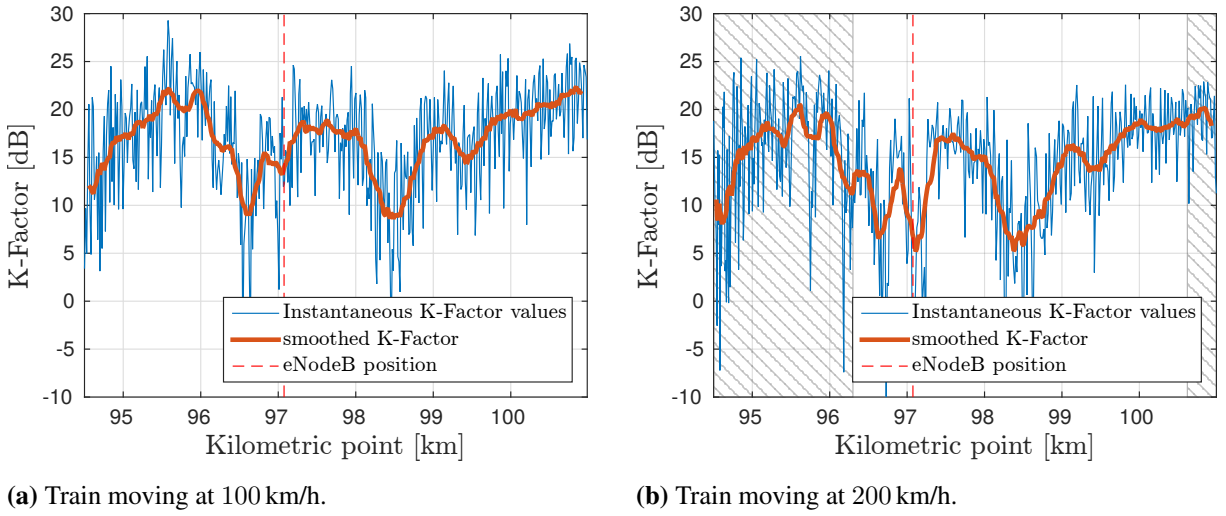 30
25
20
15
10
5
0
-5
-10
K-Factor [dB]
Instantaneous K-Factor values
smoothed K-Factor
eNodeB position
95 96 97 98 99 100
Kilometric point [km]
(a) Train moving at 100 km/h.
30
25
20
15
10
5
0
-5
-10
K-Factor [dB]
Instantaneous K-Factor values
smoothed K-Factor
eNodeB position
95 96 97 98 99 100
Kilometric point [km]
(b) Train moving at 200 km/h.